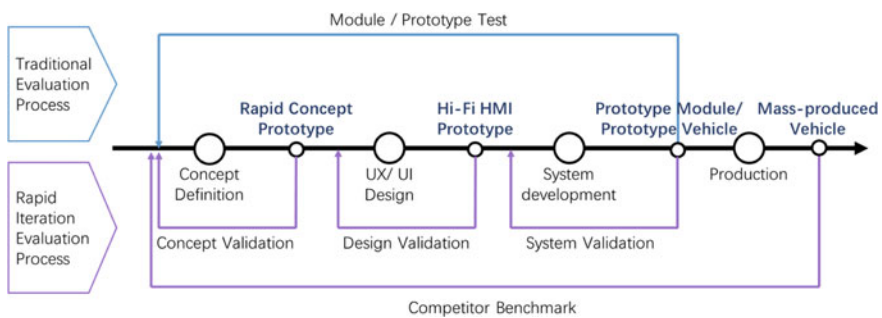 Module / Prototype Test
Traditional
Evaluation
Process
Rapid Concept
Prototype
Hi-Fi HMI
Prototype
Prototype Module/
Prototype Vehicle
Mass-produced
Vehicle
Concept
Definition
UX/ UI
Design
System
development
Production
Rapid
Iteration
Evaluation
Process
Concept Validation
Design Validation
System Validation
Competitor Benchmark